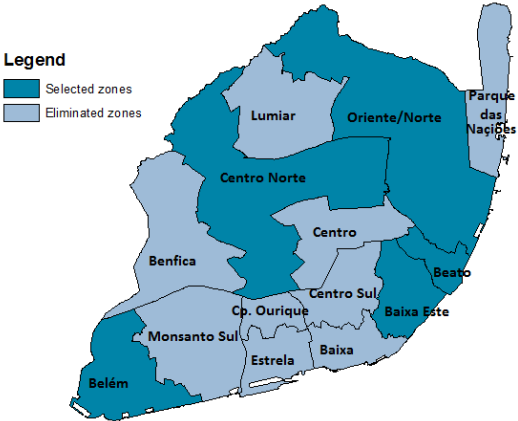 Legend
Selected zones
Eliminated zones
Parque
das
Naçiões
Lumiar
Oriente/Norte
Centro Norte
Centro
Benfica
Beato
Centro Sul
Cp. Ourique
Baixa Este
Monsanto Sul
Baixa
Estrela
Belém